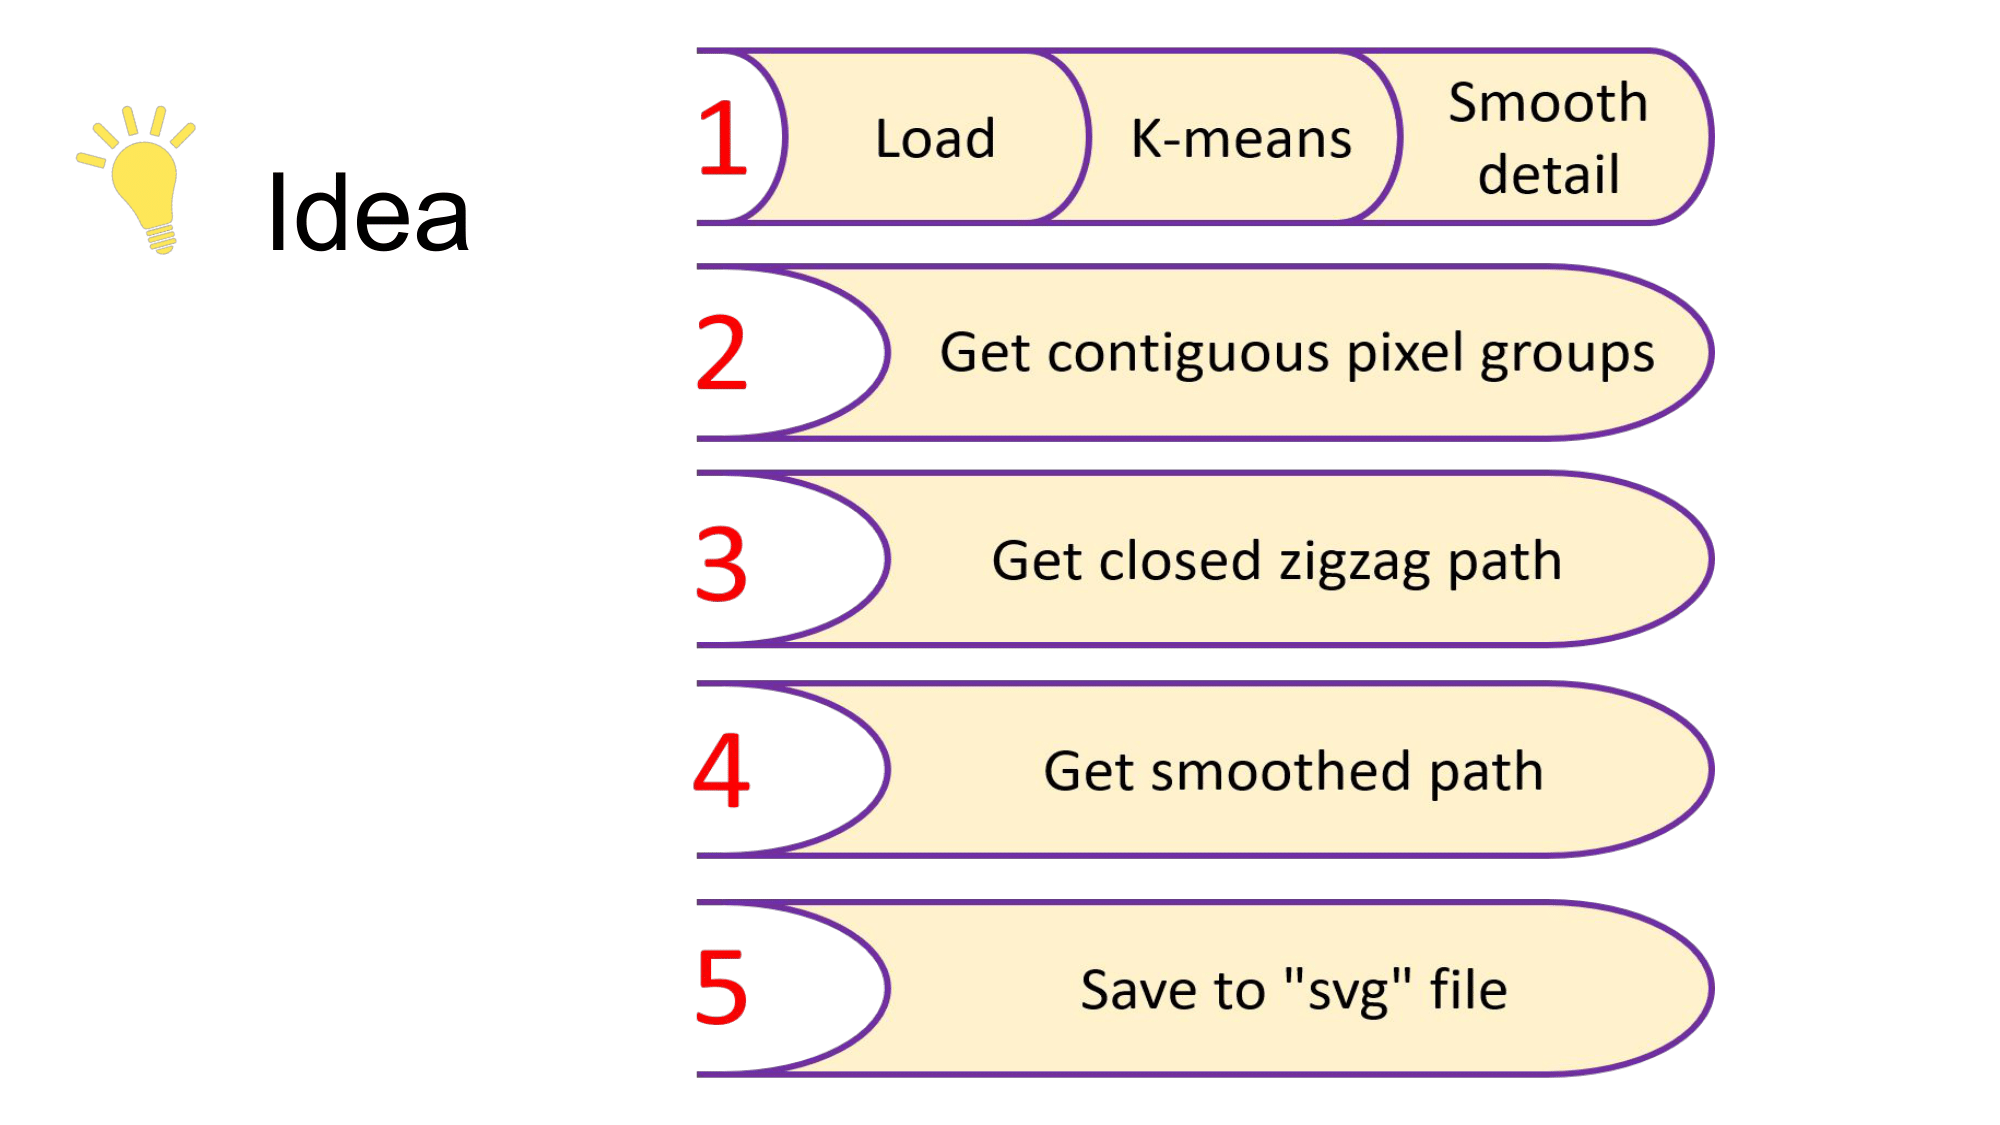 Idea
1
Load
K-means
Smooth
detail
2
Get contiguous pixel groups
3
Get closed zigzag path
4
Get smoothed path
5
Save to "svg" file